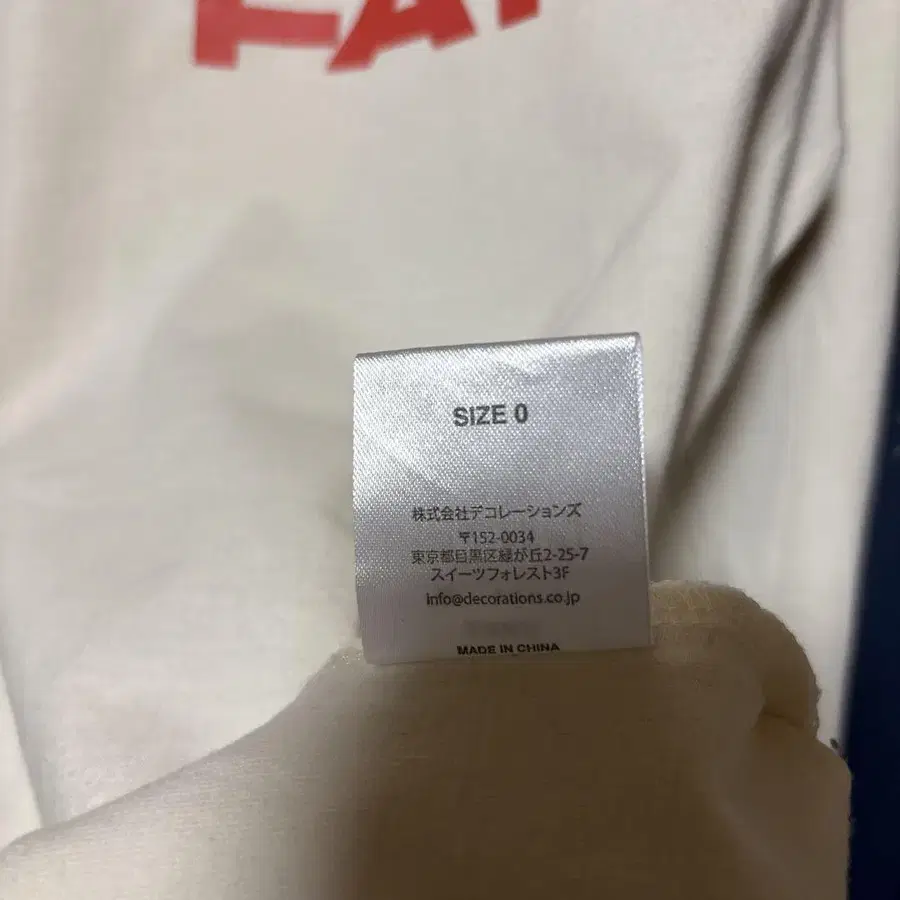 SIZE 0
株式会社デコレーションズ
〒152-0034
東京都目黒区緑が丘2-25-7
スイーツフォレスト3F
info@decorations.co.jp
MADE IN CHINA